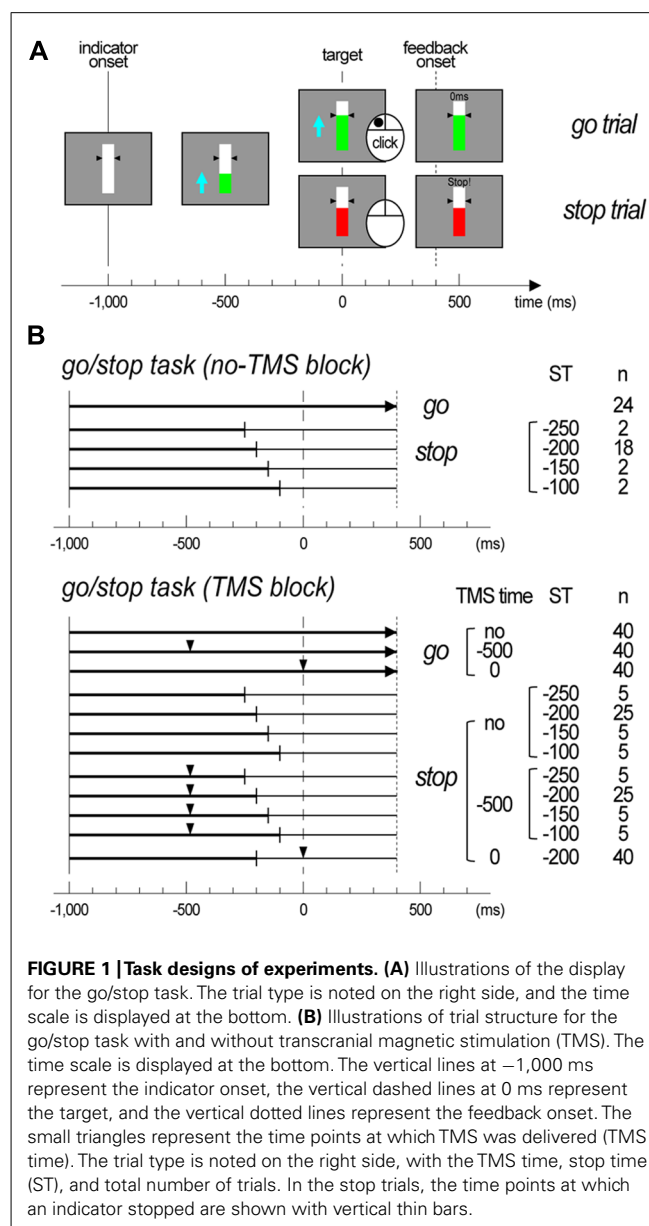 A
indicator onset
target
feedback onset
0ms
click
go trial
Stop!
stop trial
-1,000 -500 0 500 time (ms)
B
go/stop task (no-TMS block)
ST n
go 24
stop
-250 2
-200 18
-150 2
-100 2
-1,000 -500 0 500 (ms)
go/stop task (TMS block)
TMS time ST n
go
no 40
-500 40
0 40
stop
no
-250 5
-200 25
-150 5
-100 5
-500
-250 5
-200 25
-150 5
-100 5
0 -200 40
-1,000 -500 0 500 (ms)
FIGURE 1 | Task designs of experiments. (A) Illustrations of the display
for the go/stop task. The trial type is noted on the right side, and the time
scale is displayed at the bottom. (B) Illustrations of trial structure for the
go/stop task with and without transcranial magnetic stimulation (TMS). The
time scale is displayed at the bottom. The vertical lines at −1,000 ms
represent the indicator onset, the vertical dashed lines at 0 ms represent
the target, and the vertical dotted lines represent the feedback onset. The
small triangles represent the time points at which TMS was delivered (TMS
time). The trial type is noted on the right side, with the TMS time, stop time
(ST), and total number of trials. In the stop trials, the time points at which
an indicator stopped are shown with vertical thin bars.